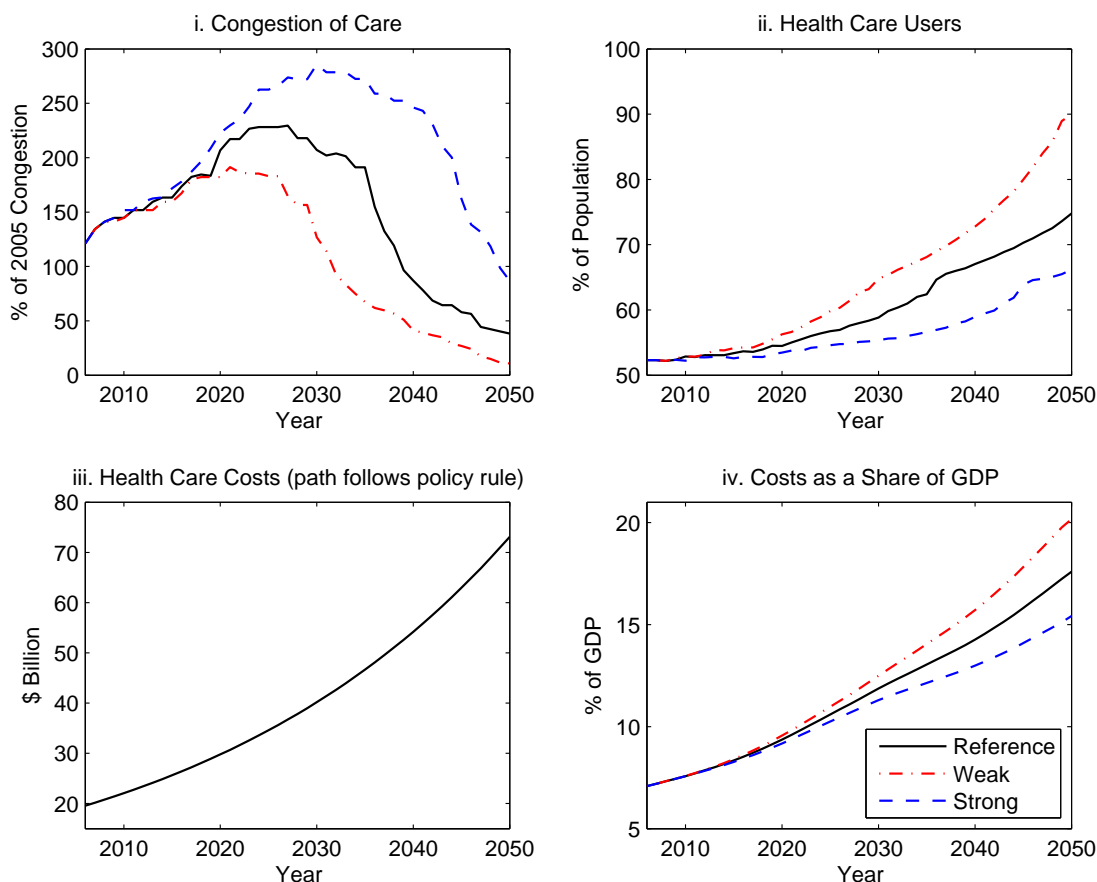 i. Congestion of Care
% of 2005 Congestion
300
250
200
150
100
50
0
2010 2020 2030 2040 2050
Year
ii. Health Care Users
% of Population
100
90
80
70
60
50
2010 2020 2030 2040 2050
Year
iii. Health Care Costs (path follows policy rule)
$ Billion
80
70
60
50
40
30
20
2010 2020 2030 2040 2050
Year
iv. Costs as a Share of GDP
% of GDP
20
15
10
5
2010 2020 2030 2040 2050
Year
Reference
Weak
Strong